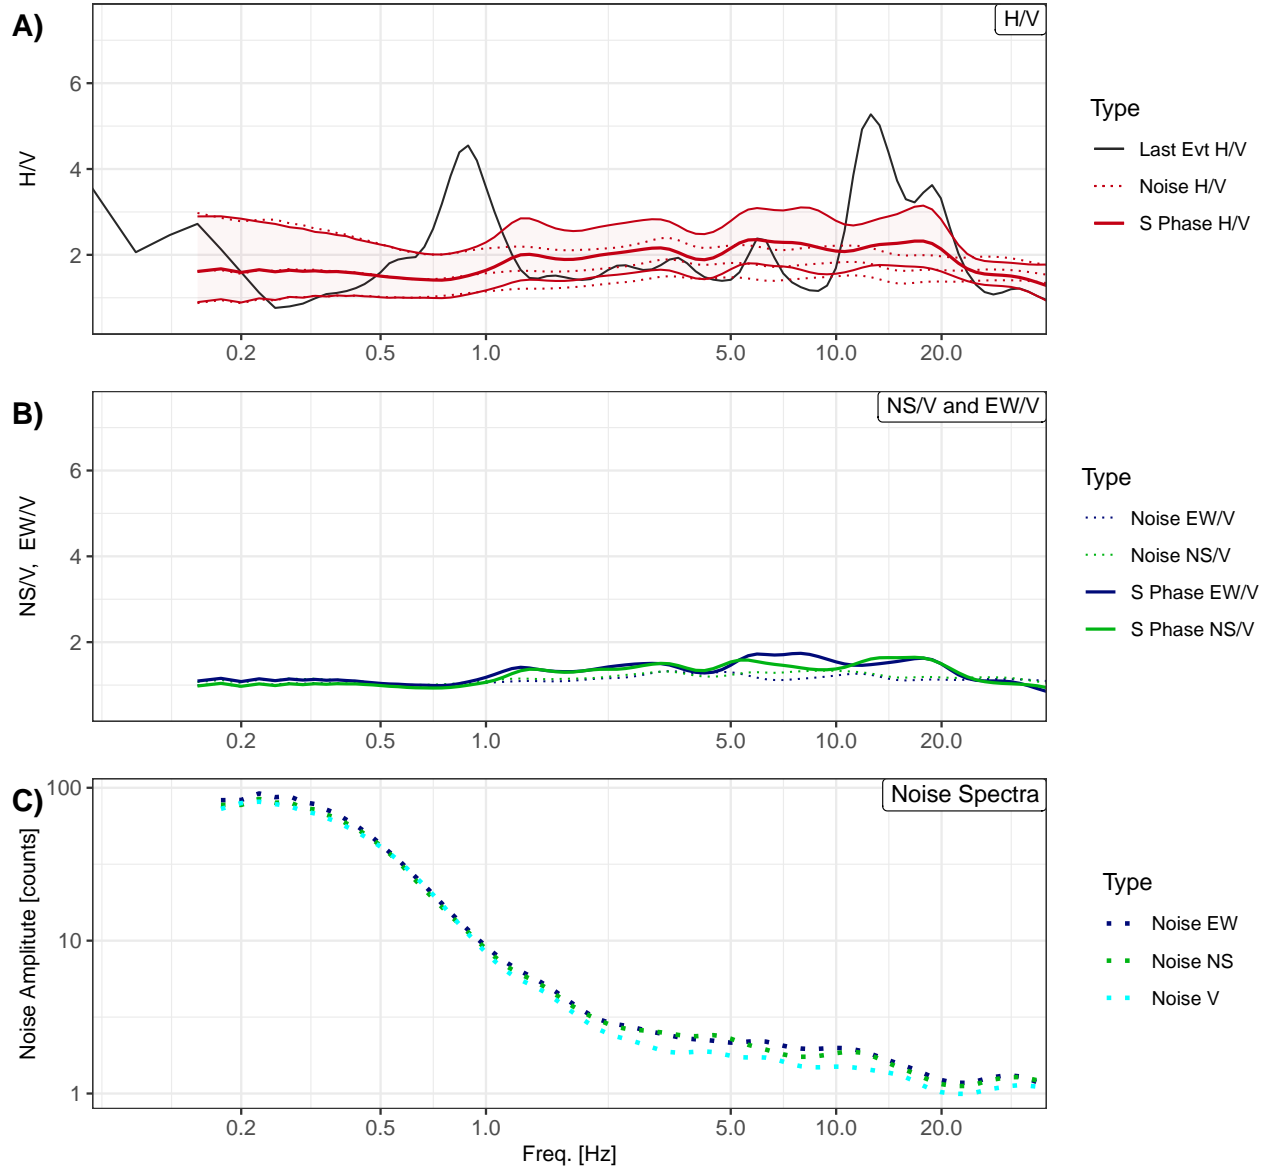 A)
H/V
6
4
2
H/V
0.2 0.5 1.0 5.0 10.0 20.0
Type
Last Evt H/V
Noise H/V
S Phase H/V
B)
NS/V and EW/V
6
4
2
NS/V, EW/V
0.2 0.5 1.0 5.0 10.0 20.0
Type
Noise EW/V
Noise NS/V
S Phase EW/V
S Phase NS/V
C)
Noise Spectra
100
10
1
Noise Amplitute [counts]
0.2 0.5 1.0 5.0 10.0 20.0
Freq. [Hz]
Type
Noise EW
Noise NS
Noise V